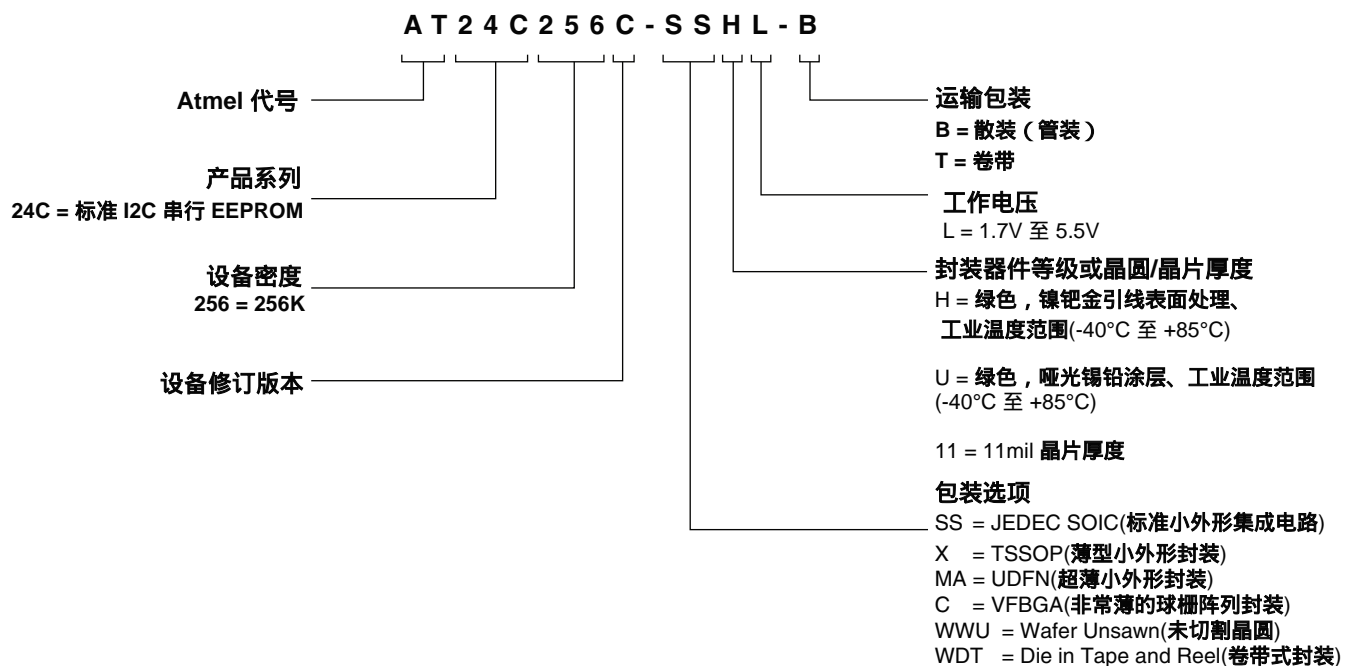 AT24C256C-SSHL-B
Atmel 代号
产品系列
24C = 标准 I2C 串行 EEPROM
设备密度
256 = 256K
设备修订版本
运输包装
B = 散装（管装）
T = 卷带
工作电压
L = 1.7V 至 5.5V
封装器件等级或晶圆/晶片厚度
H = 绿色，镍钯金引线表面处理、
工业温度范围(-40°C 至 +85°C)
U = 绿色，哑光锡铅涂层、工业温度范围
(-40°C 至 +85°C)
11 = 11mil 晶片厚度
包装选项
SS = JEDEC SOIC(标准小外形集成电路)
X = TSSOP(薄型小外形封装)
MA = UDFN(超薄小外形封装)
C = VFBGA(非常薄的球栅阵列封装)
WWU = Wafer Unsawn(未切割晶圆)
WDT = Die in Tape and Reel(卷带式封装)